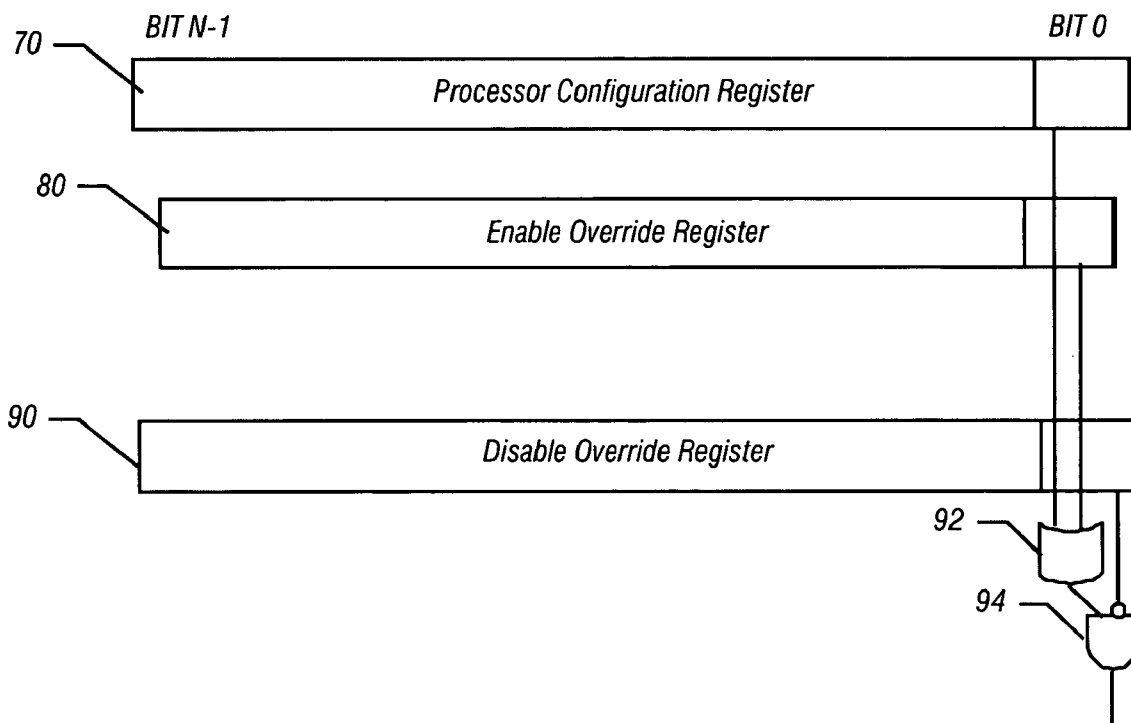 BIT N-1 BIT 0
70
Processor Configuration Register
80
Enable Override Register
90
Disable Override Register
92
94